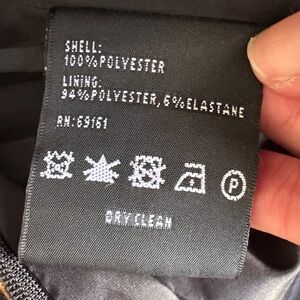 SHELL:
100%POLYESTER
LINING:
94%POLYESTER,6%ELASTANE
RN:69161
P
DRY CLEAN